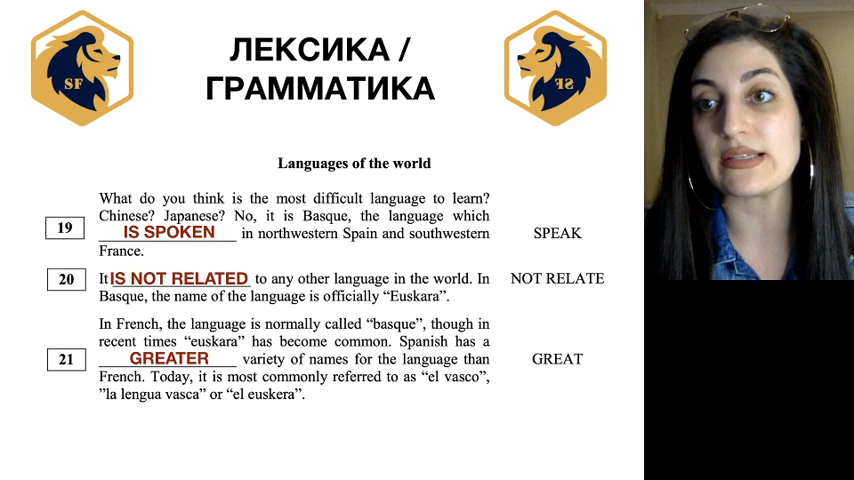 SF
SF
ЛЕКСИКА /
ГРАММАТИКА
Languages of the world
What do you think is the most difficult language to learn?
Chinese? Japanese? No, it is Basque, the language which
19 IS SPOKEN in northwestern Spain and southwestern SPEAK
France.
20 It IS NOT RELATED to any other language in the world. In NOT RELATE
Basque, the name of the language is officially “Euskara”.
In French, the language is normally called “basque”, though in
recent times “euskara” has become common. Spanish has a
21 GREATER variety of names for the language than GREAT
French. Today, it is most commonly referred to as “el vasco”,
”la lengua vasca” or “el euskera”.